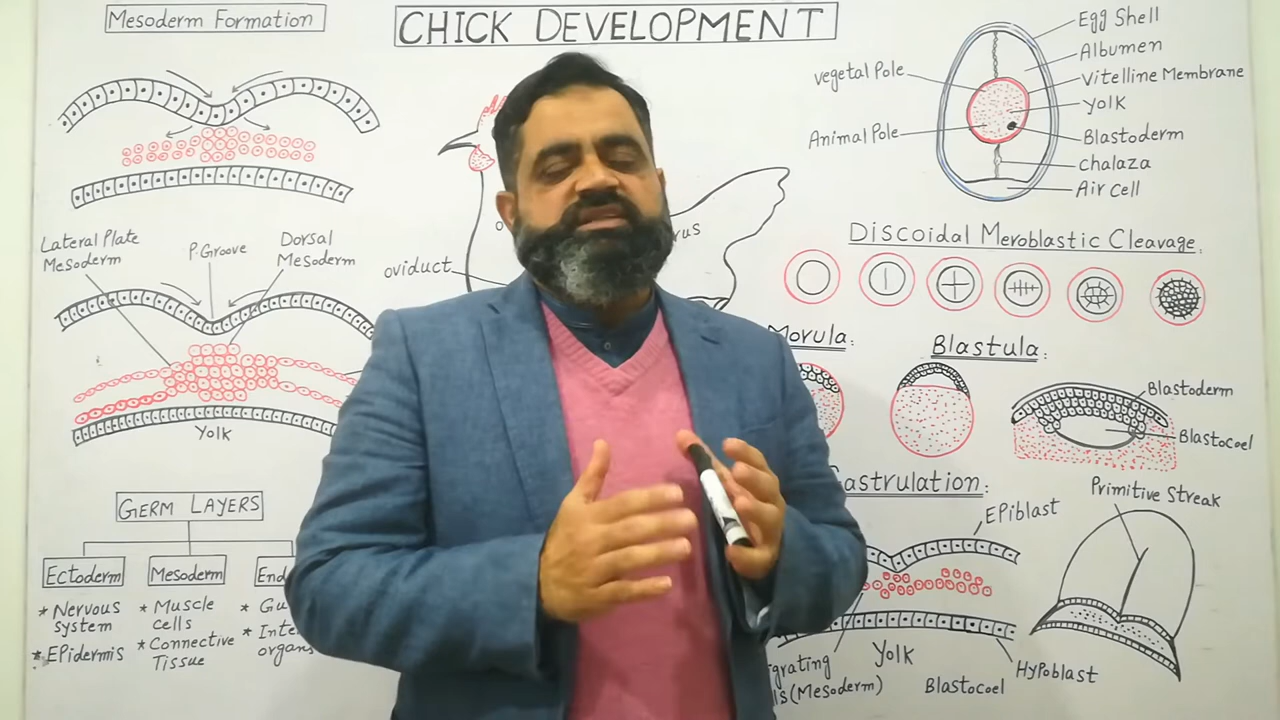 Mesoderm Formation
CHICK DEVELOPMENT
Egg Shell
Albumen
Vitelline Membrane
Yolk
Blastoderm
Chalaza
Air Cell
vegetal Pole
Animal Pole
oviduct
Discoidal Meroblastic Cleavage
Lateral Plate
Mesoderm
P.Groove
Dorsal
Mesoderm
Yolk
Morula:
Blastula:
Blastoderm
Blastocoel
GERM LAYERS
Ectoderm
* Nervous
system
* EPidermis
Mesoderm
* Muscle
cells
* Connective
Tissue
Gastrulation:
EPiblast
Primitive Streak
Yolk
Blastocoel
HyPoblast
(Mesoderm)